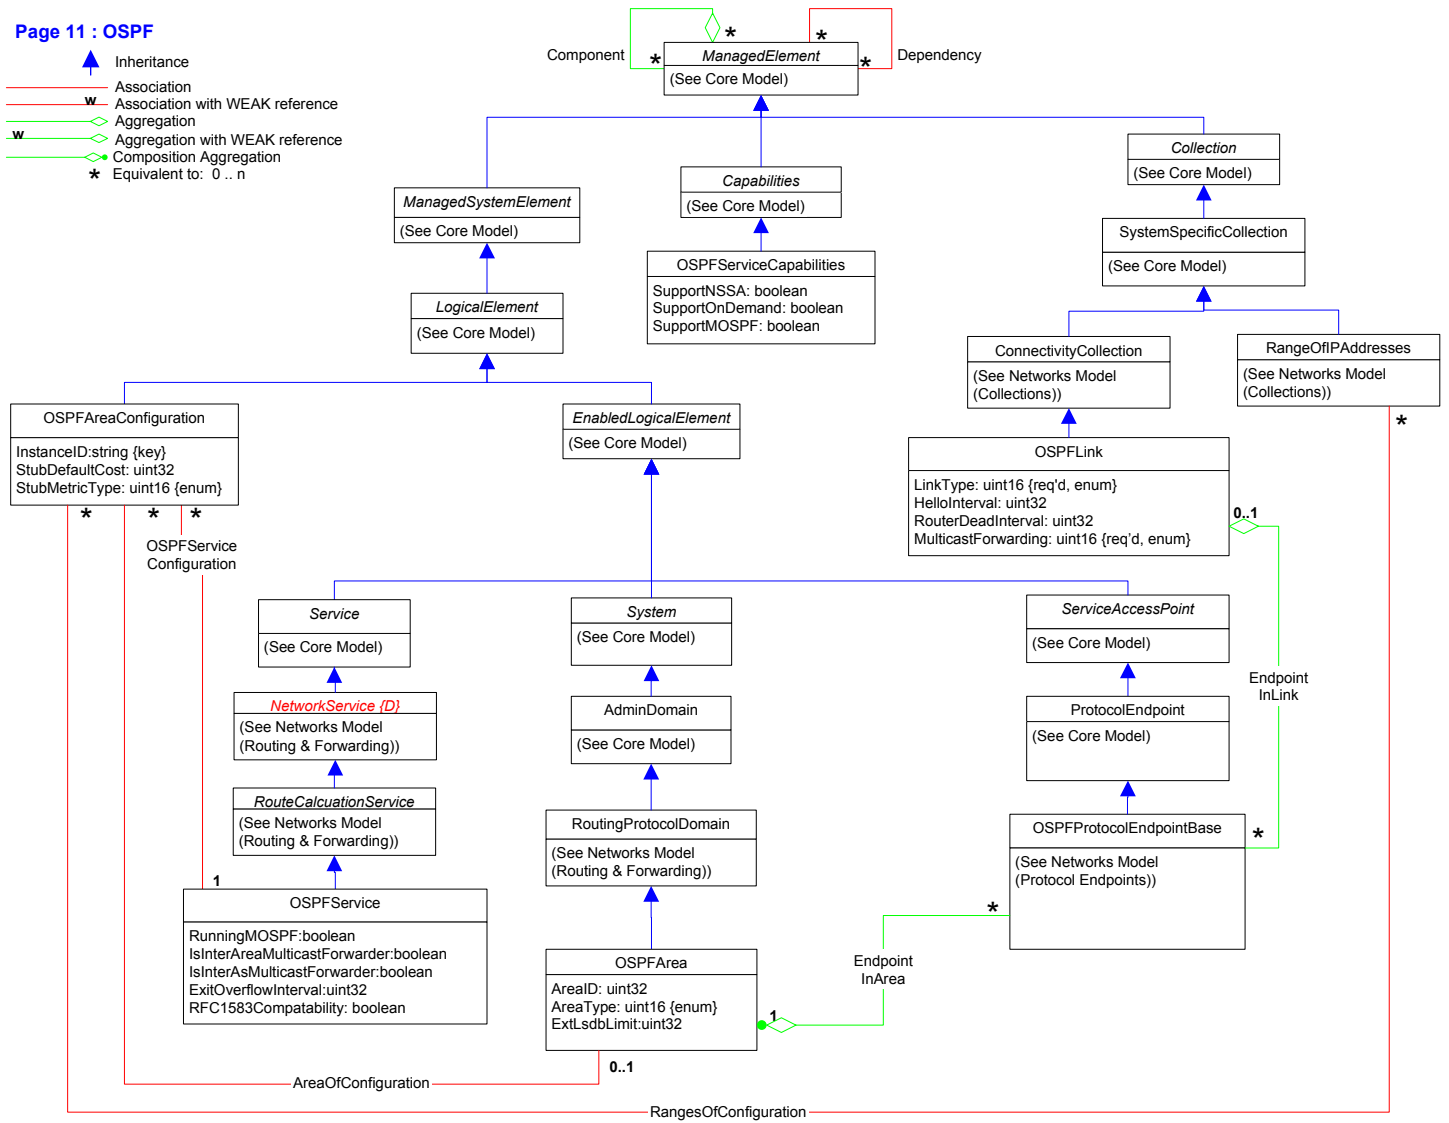 Page 11 : OSPF
Inheritance
Association
w
Association with WEAK reference
Aggregation
w
Aggregation with WEAK reference
Composition Aggregation
* Equivalent to: 0 .. n
Component
*
*
ManagedElement
(See Core Model)
*
*
Dependency
Collection
(See Core Model)
Capabilities
(See Core Model)
ManagedSystemElement
(See Core Model)
SystemSpecificCollection
(See Core Model)
OSPFServiceCapabilities
SupportNSSA: boolean
SupportOnDemand: boolean
SupportMOSPF: boolean
LogicalElement
(See Core Model)
ConnectivityCollection
(See Networks Model
(Collections))
RangeOfIPAddresses
(See Networks Model
(Collections))
*
OSPFAreaConfiguration
InstanceID:string {key}
StubDefaultCost: uint32
StubMetricType: uint16 {enum}
*
*
*
EnabledLogicalElement
(See Core Model)
OSPFLink
LinkType: uint16 {req'd, enum}
HelloInterval: uint32
RouterDeadInterval: uint32
MulticastForwarding: uint16 {req'd, enum}
0..1
OSPFService
Configuration
Service
(See Core Model)
System
(See Core Model)
ServiceAccessPoint
(See Core Model)
Endpoint
InLink
NetworkService {D}
(See Networks Model
(Routing & Forwarding))
AdminDomain
(See Core Model)
ProtocolEndpoint
(See Core Model)
RouteCalcuationService
(See Networks Model
(Routing & Forwarding))
RoutingProtocolDomain
(See Networks Model
(Routing & Forwarding))
OSPFProtocolEndpointBase
(See Networks Model
(Protocol Endpoints))
*
*
1
OSPFService
RunningMOSPF:boolean
IsInterAreaMulticastForwarder:boolean
IsInterAsMulticastForwarder:boolean
ExitOverflowInterval:uint32
RFC1583Compatability: boolean
OSPFArea
AreaID: uint32
AreaType: uint16 {enum}
ExtLsdbLimit:uint32
1
Endpoint
InArea
0..1
AreaOfConfiguration
RangesOfConfiguration